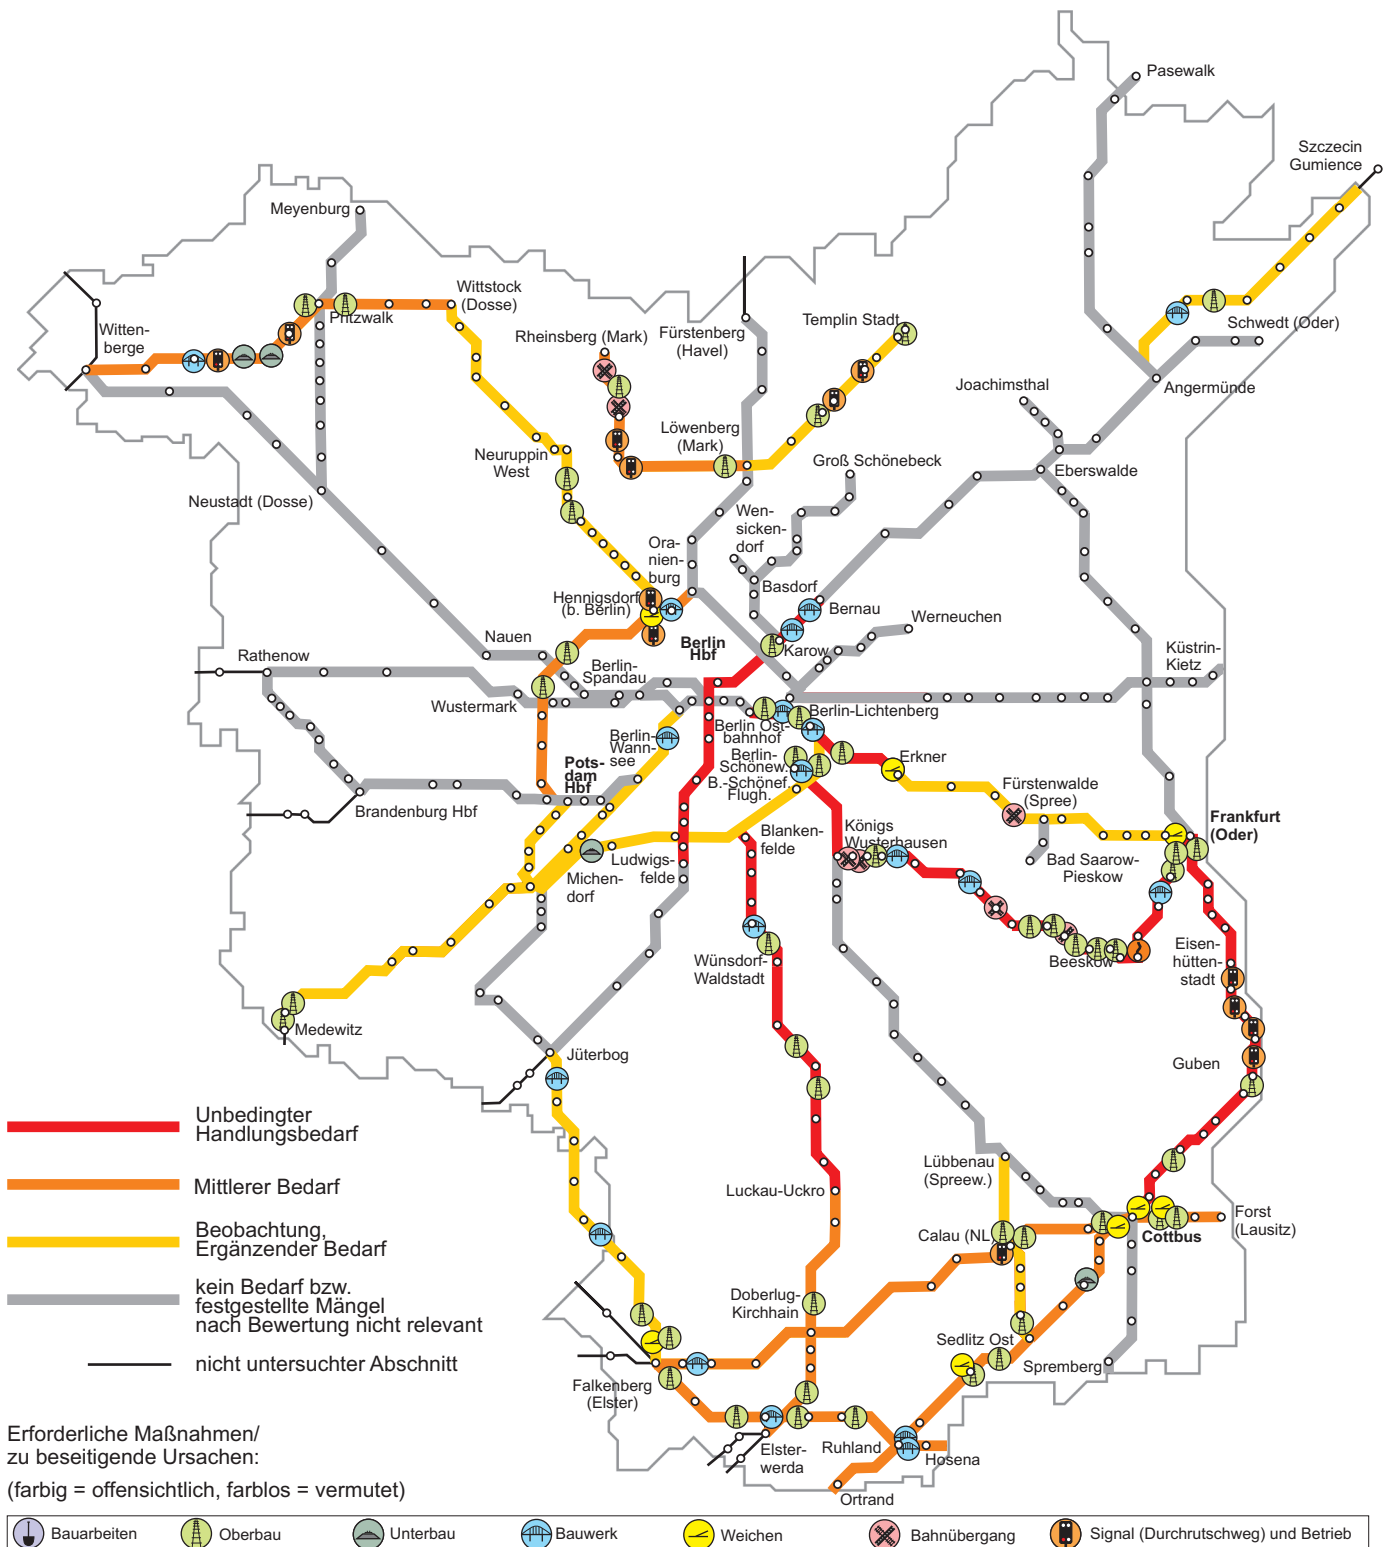 Pasewalk
Szczecin
Gumience
Meyenburg
Wittstock
(Dosse)
Pritzwalk
Witten-
berge
Rheinsberg (Mark)
Fürstenberg
(Havel)
Templin Stadt
Schwedt (Oder)
Angermünde
Joachimsthal
Löwenberg
(Mark)
Neuruppin
West
Groß Schönebeck
Eberswalde
Neustadt (Dosse)
Wen-
sicken-
dorf
Ora-
nien-
burg
Basdorf
Hennigsdorf
(b. Berlin)
Bernau
Werneuchen
Nauen
Berlin
Hbf
Karow
Küstrin-
Kietz
Rathenow
Berlin-
Spandau
Wustermark
Berlin-Lichtenberg
Berlin Ost-
bahnhof
Berlin-
Wann-
see
Berlin-
Schönew.
B.-Schönef.
Flugh.
Erkner
Pots-
dam
Hbf
Fürstenwalde
(Spree)
Brandenburg Hbf
Frankfurt
(Oder)
Blanken-
felde
Königs
Wusterhausen
Ludwigs-
felde
Bad Saarow-
Pieskow
Michen-
dorf
Beeskow
Eisen-
hütten-
stadt
Wünsdorf-
Waldstadt
Medewitz
Jüterbog
Guben
Unbedingter
Handlungsbedarf
Lübbenau
(Spreew.)
Mittlerer Bedarf
Luckau-Uckro
Forst
(Lausitz)
Beobachtung,
Ergänzender Bedarf
Calau (NL)
Cottbus
kein Bedarf bzw.
festgestellte Mängel
nach Bewertung nicht relevant
Doberlug-
Kirchhain
Sedlitz Ost
nicht untersuchter Abschnitt
Spremberg
Falkenberg
(Elster)
Erforderliche Maßnahmen/
zu beseitigende Ursachen:
Elster-
werda
Ruhland
Hosena
(farbig = offensichtlich, farblos = vermutet)
Ortrand
Bauarbeiten
Oberbau
Unterbau
Bauwerk
Weichen
Bahnübergang
Signal (Durchrutschweg) und Betrieb